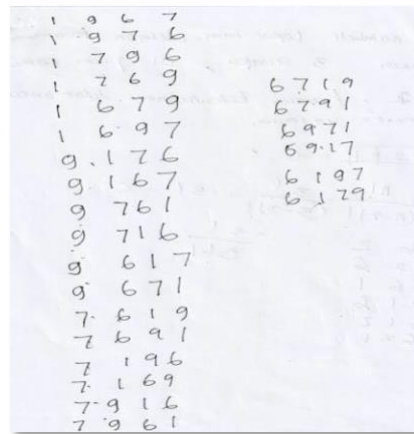 1 9 6 7
1 9 7 6
1 7 9 6
1 7 6 9
1 6 7 9
1 6 9 7
9 1 7 6
9 1 6 7
9 7 6 1
9 7 1 6
9 6 1 7
9 6 7 1
7 6 1 9
7 6 9 1
7 1 9 6
7 1 6 9
7 9 1 6
7 9 6 1
6 7 1 9
6 7 9 1
6 9 7 1
6 9 1 7
6 1 9 7
6 1 7 9